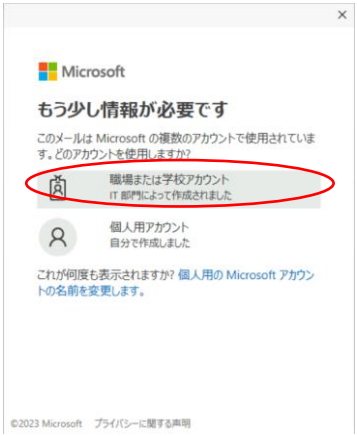 Microsoft
もう少し情報が必要です
このメールは Microsoft の複数のアカウントで使用されていま
す。どのアカウントを使用しますか?
職場または学校アカウント
IT 部門によって作成されました
個人用アカウント
自分で作成しました
これが何度も表示されますか? 個人用の Microsoft アカウン
トの名前を変更します。
©2023 Microsoft プライバシーに関する声明